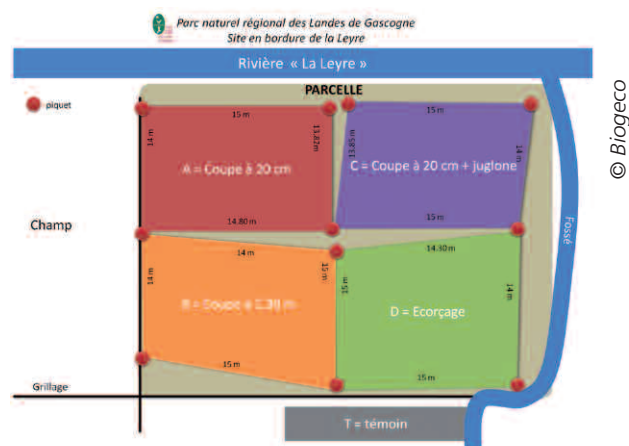 Parc naturel régional des Landes de Gascogne
Site en bordure de la Leyre
Rivière « La Leyre »
PARCELLE
piquet
15 m
15 m
14 m
13.82m
13.85m
14 m
A = Coupe à 20 cm
C = Coupe à 20 cm + juglone
14.80 m
15 m
Champ
14 m
14.30 m
14 m
15 m
15 m
14 m
B = Coupe à
D = Ecorçage
15 m
15 m
Grillage
T = témoin
Fossé
© Biogeco